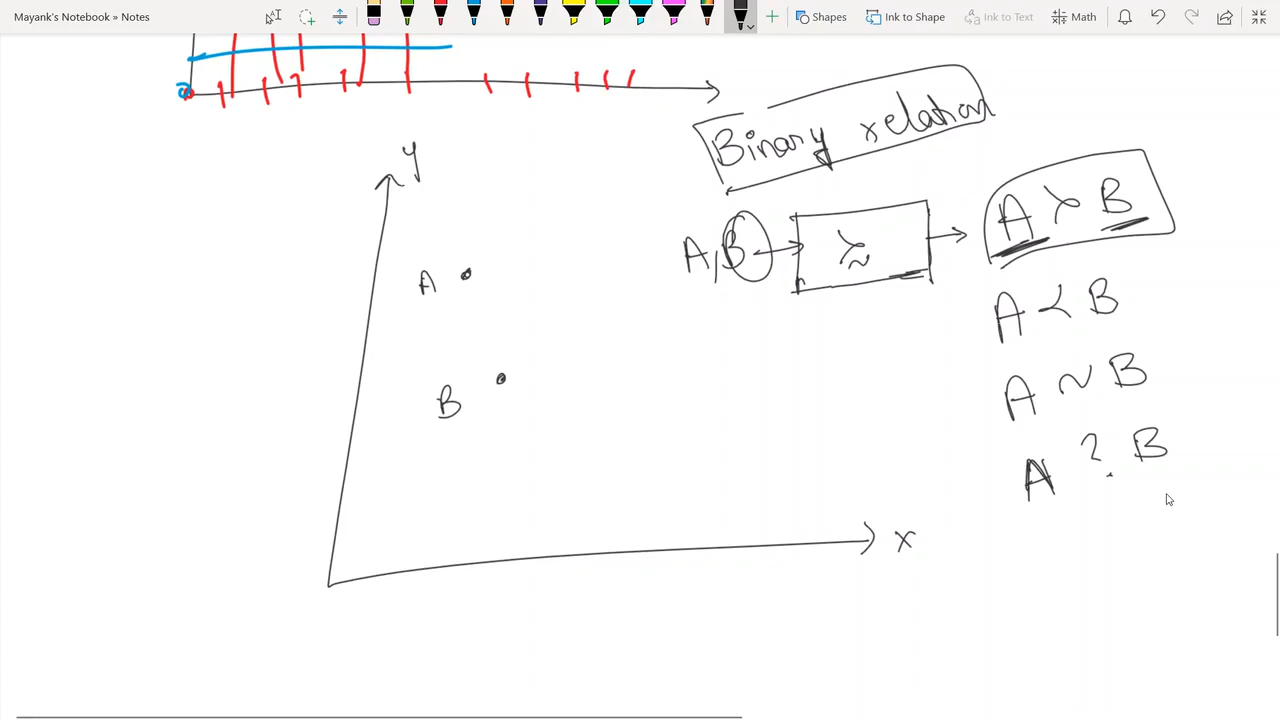 Mayank's Notebook » Notes
Shapes
Ink to Shape
Ink to Text
Math
Binary relation
y
A, B → ≿ → A ≻ B
A
A ≺ B
B
A ~ B
A ? B
x